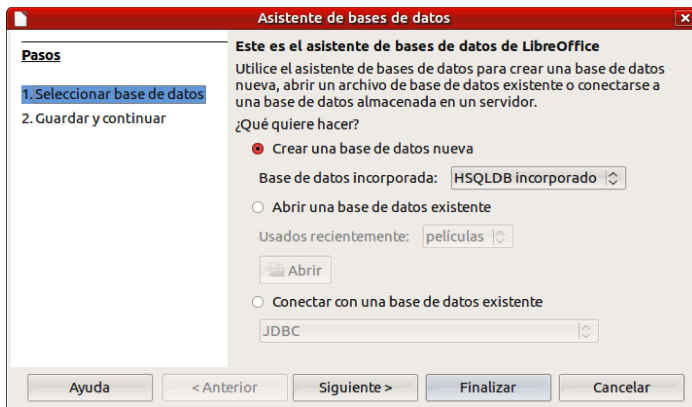 Asistente de bases de datos
Pasos
1. Seleccionar base de datos
2. Guardar y continuar
Este es el asistente de bases de datos de LibreOffice
Utilice el asistente de bases de datos para crear una base de datos
nueva, abrir un archivo de base de datos existente o conectarse a
una base de datos almacenada en un servidor.
¿Qué quiere hacer?
Crear una base de datos nueva
Base de datos incorporada: HSQLDB incorporado
Abrir una base de datos existente
Usados recientemente: películas
Abrir
Conectar con una base de datos existente
JDBC
Ayuda < Anterior Siguiente > Finalizar Cancelar